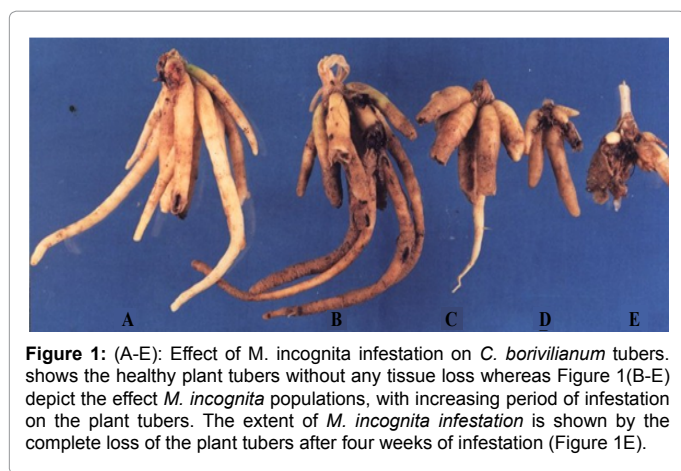 A B C D E
Figure 1: (A-E): Effect of M. incognita infestation on C. borivilianum tubers.
shows the healthy plant tubers without any tissue loss whereas Figure 1(B-E)
depict the effect M. incognita populations, with increasing period of infestation
on the plant tubers. The extent of M. incognita infestation is shown by the
complete loss of the plant tubers after four weeks of infestation (Figure 1E).